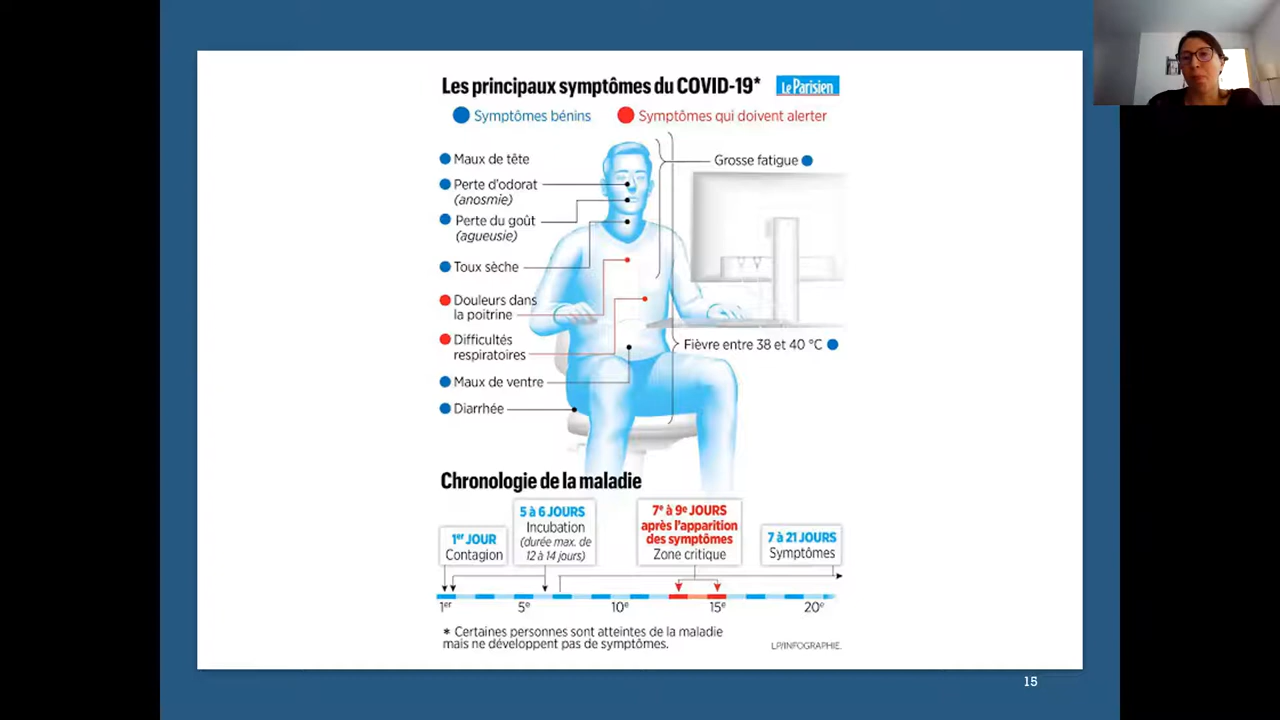 Les principaux symptômes du COVID-19*
Le Parisien
Symptômes bénins
Symptômes qui doivent alerter
Maux de tête
Grosse fatigue
Perte d'odorat
(anosmie)
Perte du goût
(agueusie)
Toux sèche
Douleurs dans
la poitrine
Difficultés
respiratoires
Fièvre entre 38 et 40 °C
Maux de ventre
Diarrhée
Chronologie de la maladie
1er JOUR
Contagion
5 à 6 JOURS
Incubation
(durée max. de
12 à 14 jours)
7e à 9e JOURS
après l'apparition
des symptômes
Zone critique
7 à 21 JOURS
Symptômes
1er
5e
10e
15e
20e
* Certaines personnes sont atteintes de la maladie
mais ne développent pas de symptômes.
LP/INFOGRAPHIE.
15